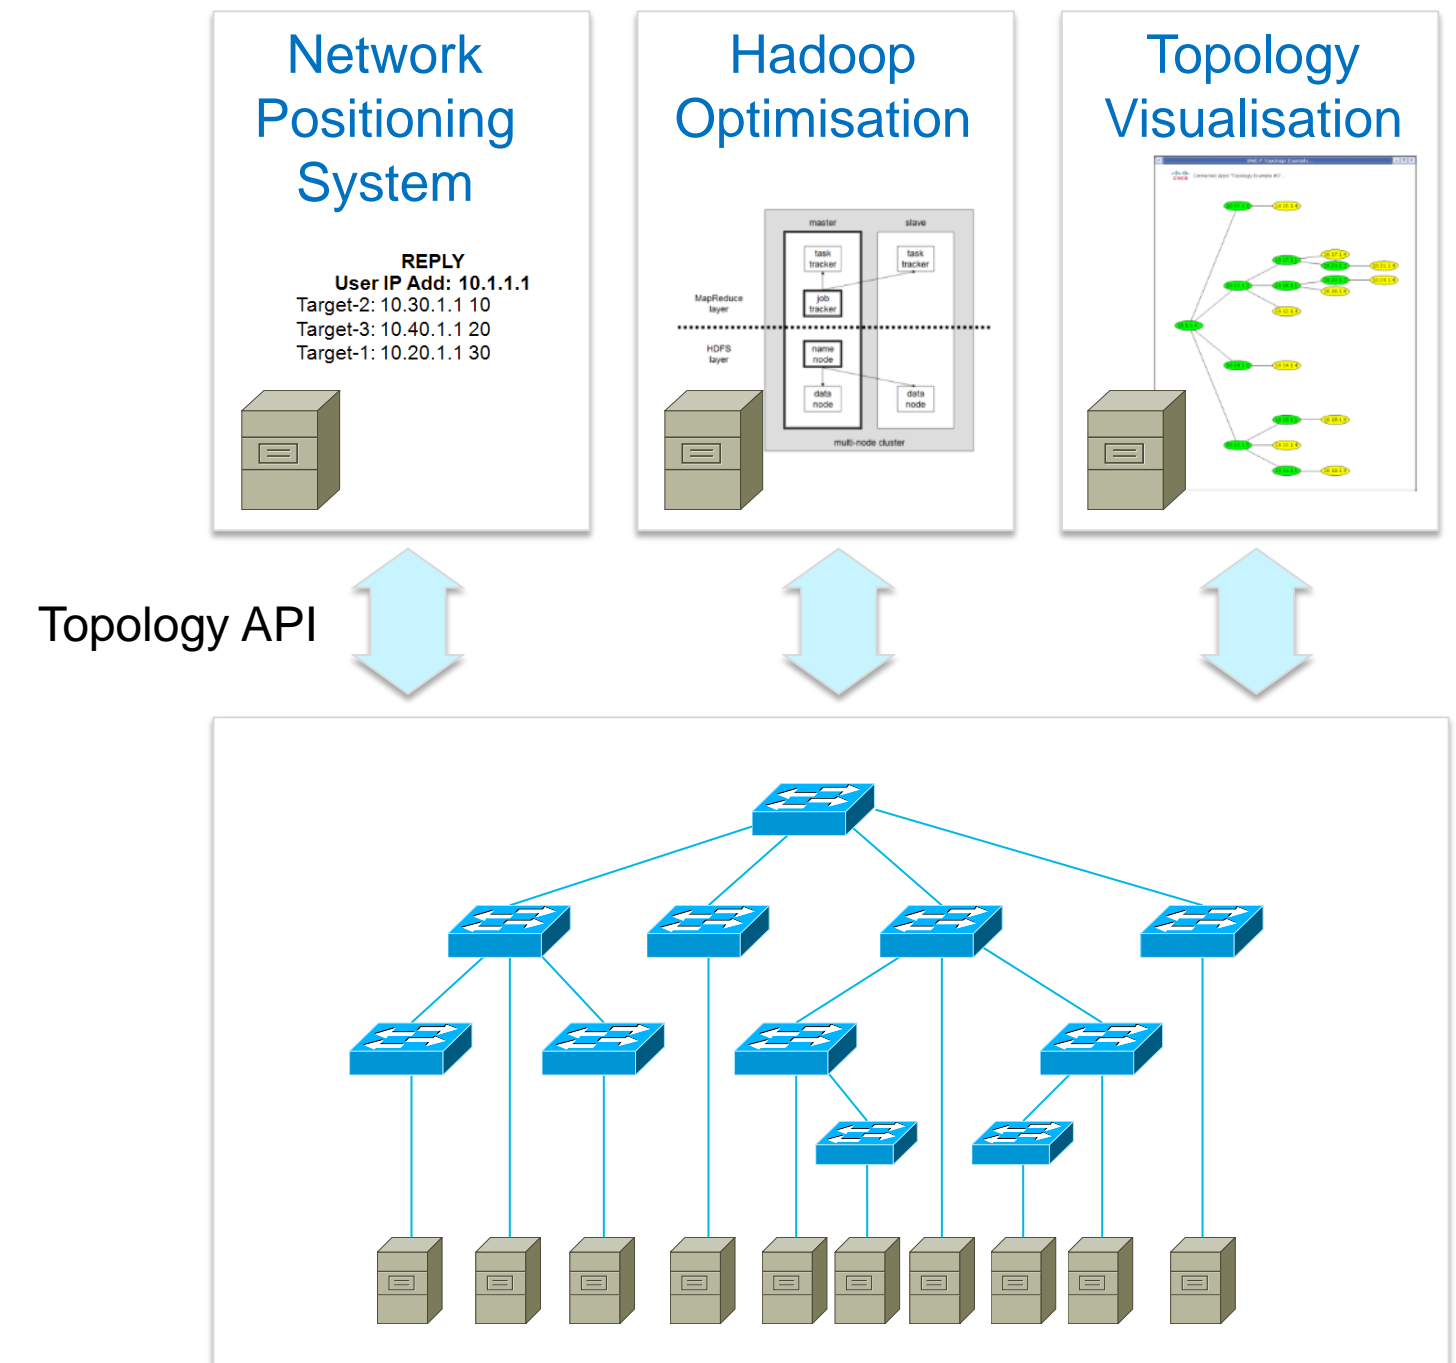 Network
Positioning
System
REPLY
User IP Add: 10.1.1.1
Target-2: 10.30.1.1 10
Target-3: 10.40.1.1 20
Target-1: 10.20.1.1 30
Hadoop
Optimisation
master
slave
task
tracker
task
tracker
MapReduce
layer
job
tracker
HDFS
layer
name
node
data
node
data
node
multi-node cluster
Topology
Visualisation
Topology API